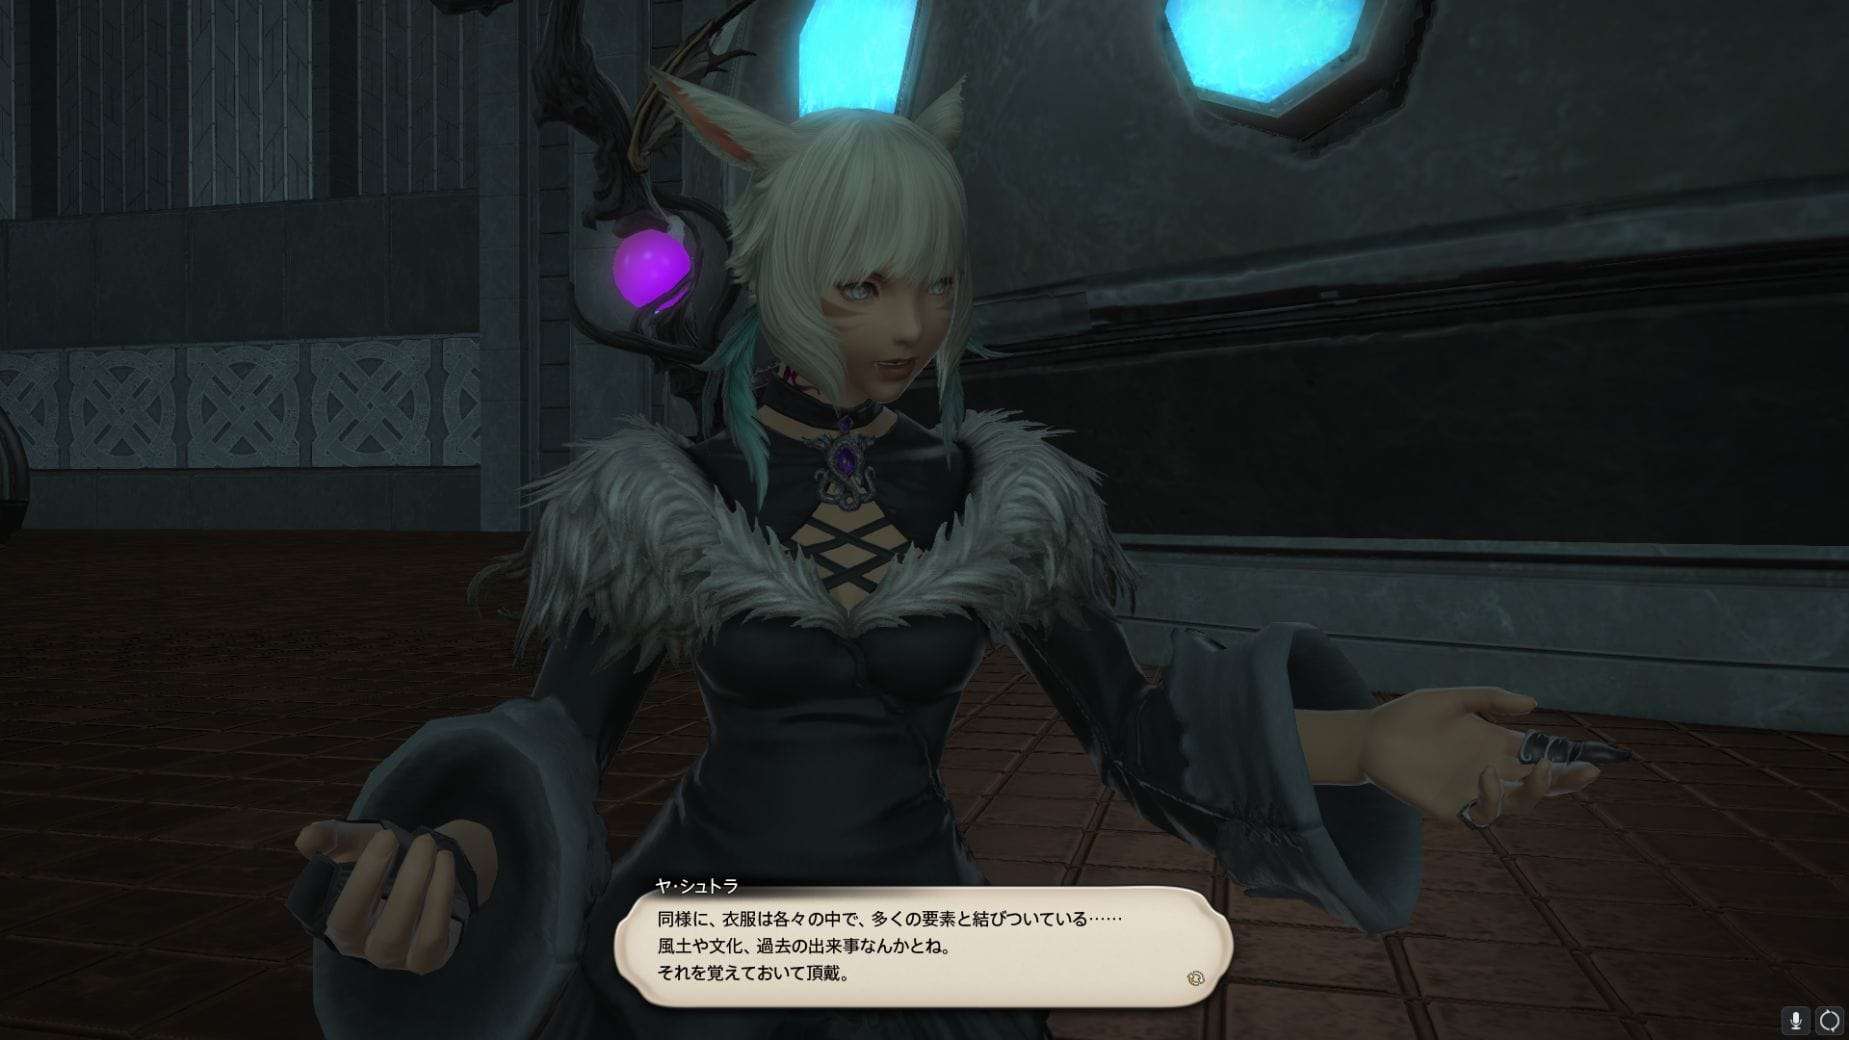 ヤ・シュトラ
同様に、衣服は各々の中で、多くの要素と結びついている……
風土や文化、過去の出来事なんかとね。
それを覚えておいて頂戴。